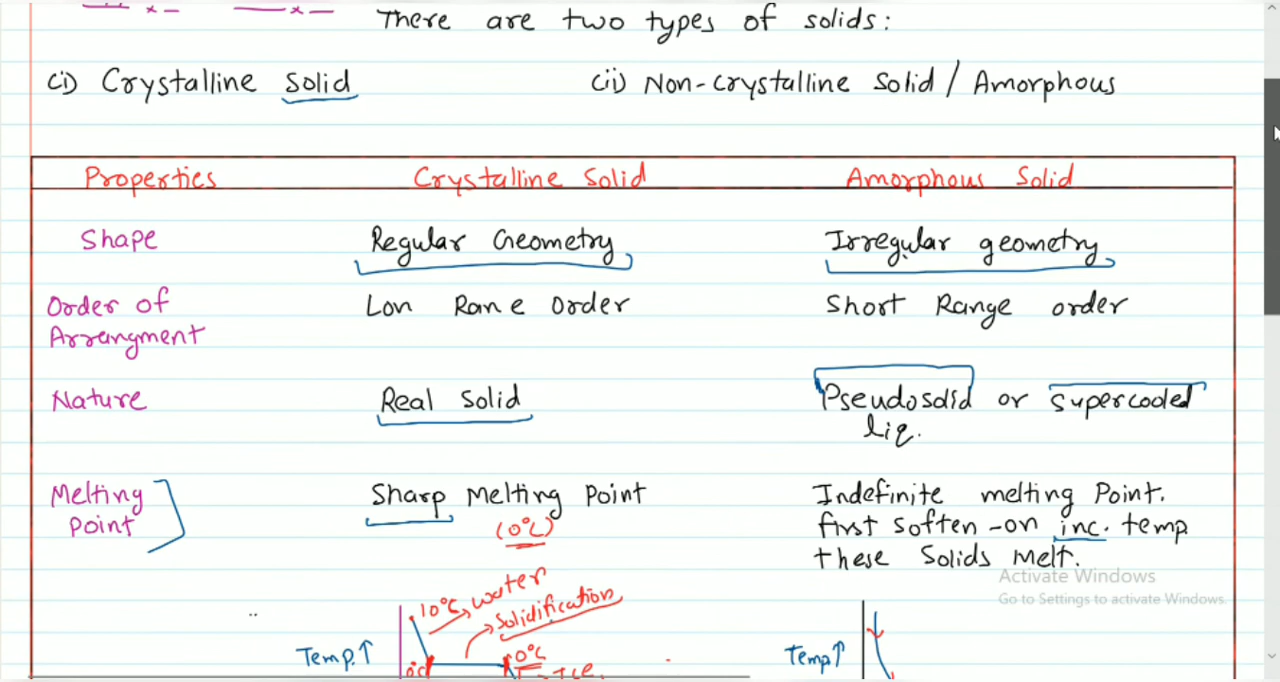 There are two types of solids:
(i) Crystalline Solid (ii) Non-crystalline Solid / Amorphous
Properties Crystalline Solid Amorphous Solid
Shape Regular Geometry Irregular geometry
Order of Lon Ran e Order Short Range order
Arrangment
Nature Real Solid Pseudosolid or supercooled
liq.
Melting Sharp Melting Point Indefinite melting Point.
Point (0°C) first soften -on inc. temp
these Solids Melt.
Activate Windows
Go to Settings to activate Windows.
10°C water
Solidification
Temp.↑ 0°C 0°C Temp↑
ICE.